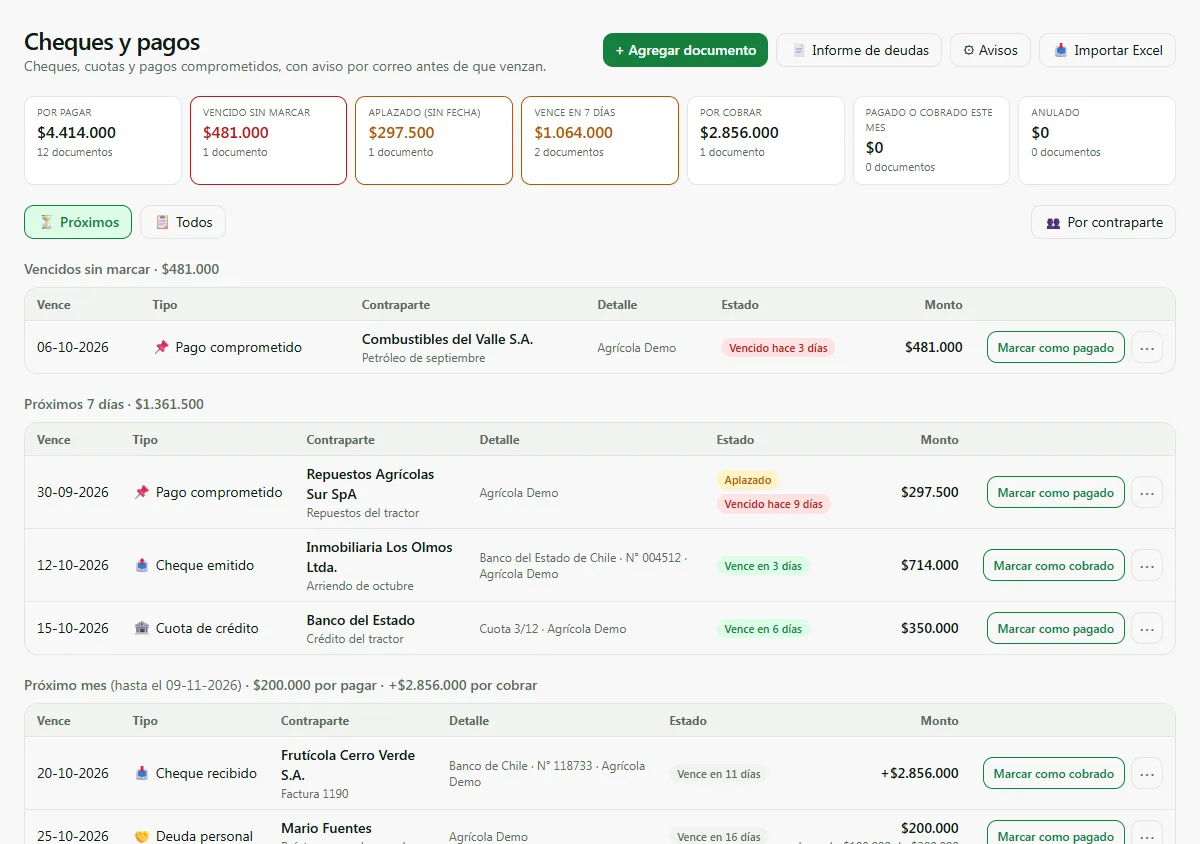 Cheques y pagos
Cheques, cuotas y pagos comprometidos, con aviso por correo antes de que venzan.
+ Agregar documento
Informe de deudas
Avisos
Importar Excel
POR PAGAR
$4.414.000
12 documentos
VENCIDO SIN MARCAR
$481.000
1 documento
APLAZADO (SIN FECHA)
$297.500
1 documento
VENCE EN 7 DÍAS
$1.064.000
2 documentos
POR COBRAR
$2.856.000
1 documento
PAGADO O COBRADO ESTE
MES
$0
0 documentos
ANULADO
$0
0 documentos
Próximos
Todos
Por contraparte
Vencidos sin marcar · $481.000
Vence Tipo Contraparte Detalle Estado Monto
06-10-2026 Pago comprometido Combustibles del Valle S.A. Agrícola Demo Vencido hace 3 días $481.000 Marcar como pagado ...
Petróleo de septiembre
Próximos 7 días · $1.361.500
Vence Tipo Contraparte Detalle Estado Monto
30-09-2026 Pago comprometido Repuestos Agrícolas
Sur SpA
Repuestos del tractor
Agrícola Demo
Aplazado
Vencido hace 9 días
$297.500 Marcar como pagado ...
12-10-2026 Cheque emitido Inmobiliaria Los Olmos
Ltda.
Arriendo de octubre
Banco del Estado de Chile · N° 004512 ·
Agrícola Demo
Vence en 3 días $714.000 Marcar como cobrado ...
15-10-2026 Cuota de crédito Banco del Estado
Crédito del tractor
Cuota 3/12 · Agrícola Demo Vence en 6 días $350.000 Marcar como pagado ...
Próximo mes (hasta el 09-11-2026) · $200.000 por pagar · +$2.856.000 por cobrar
Vence Tipo Contraparte Detalle Estado Monto
20-10-2026 Cheque recibido Frutícola Cerro Verde
S.A.
Factura 1190
Banco de Chile · N° 118733 · Agrícola
Demo
Vence en 11 días +$2.856.000 Marcar como cobrado ...
25-10-2026 Deuda personal Mario Fuentes
Agrícola Demo Vence en 16 días $200.000 Marcar como pagado ...